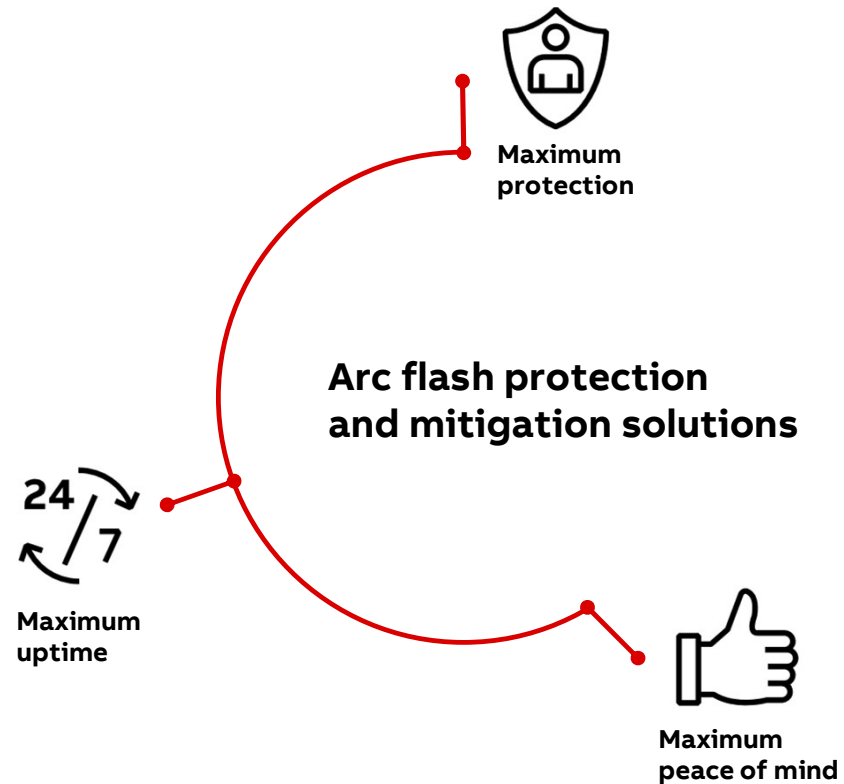 Maximum
protection
Arc flash protection
and mitigation solutions
24
7
Maximum
uptime
Maximum
peace of mind